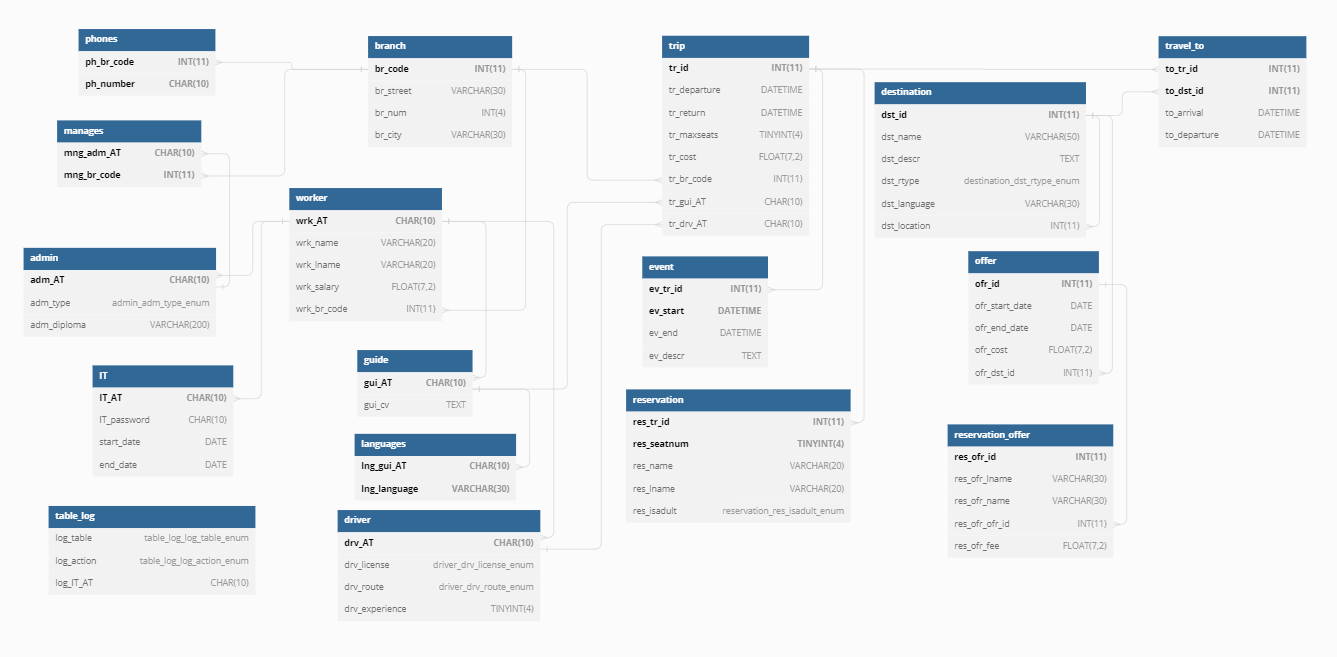 phones
ph_br_code INT(11)
ph_number CHAR(10)
manages
mng_adm_AT CHAR(10)
mng_br_code INT(11)
admin
adm_AT CHAR(10)
adm_type admin_adm_type_enum
adm_diploma VARCHAR(200)
IT
IT_AT CHAR(10)
IT_password CHAR(10)
start_date DATE
end_date DATE
table_log
log_table table_log_log_table_enum
log_action table_log_log_action_enum
log_IT_AT CHAR(10)
branch
br_code INT(11)
br_street VARCHAR(30)
br_num INT(4)
br_city VARCHAR(30)
worker
wrk_AT CHAR(10)
wrk_name VARCHAR(20)
wrk_lname VARCHAR(20)
wrk_salary FLOAT(7,2)
wrk_br_code INT(11)
guide
gui_AT CHAR(10)
gui_cv TEXT
languages
lng_gui_AT CHAR(10)
lng_language VARCHAR(30)
driver
drv_AT CHAR(10)
drv_license driver_drv_license_enum
drv_route driver_drv_route_enum
drv_experience TINYINT(4)
trip
tr_id INT(11)
tr_departure DATETIME
tr_return DATETIME
tr_maxseats TINYINT(4)
tr_cost FLOAT(7,2)
tr_br_code INT(11)
tr_gui_AT CHAR(10)
tr_drv_AT CHAR(10)
event
ev_tr_id INT(11)
ev_start DATETIME
ev_end DATETIME
ev_descr TEXT
reservation
res_tr_id INT(11)
res_seatnum TINYINT(4)
res_name VARCHAR(20)
res_lname VARCHAR(20)
res_isadult reservation_res_isadult_enum
destination
dst_id INT(11)
dst_name VARCHAR(50)
dst_descr TEXT
dst_rtype destination_dst_rtype_enum
dst_language VARCHAR(30)
dst_location INT(11)
offer
ofr_id INT(11)
ofr_start_date DATE
ofr_end_date DATE
ofr_cost FLOAT(7,2)
ofr_dst_id INT(11)
reservation_offer
res_ofr_id INT(11)
res_ofr_lname VARCHAR(30)
res_ofr_name VARCHAR(30)
res_ofr_ofr_id INT(11)
res_ofr_fee FLOAT(7,2)
travel_to
to_tr_id INT(11)
to_dst_id INT(11)
to_arrival DATETIME
to_departure DATETIME